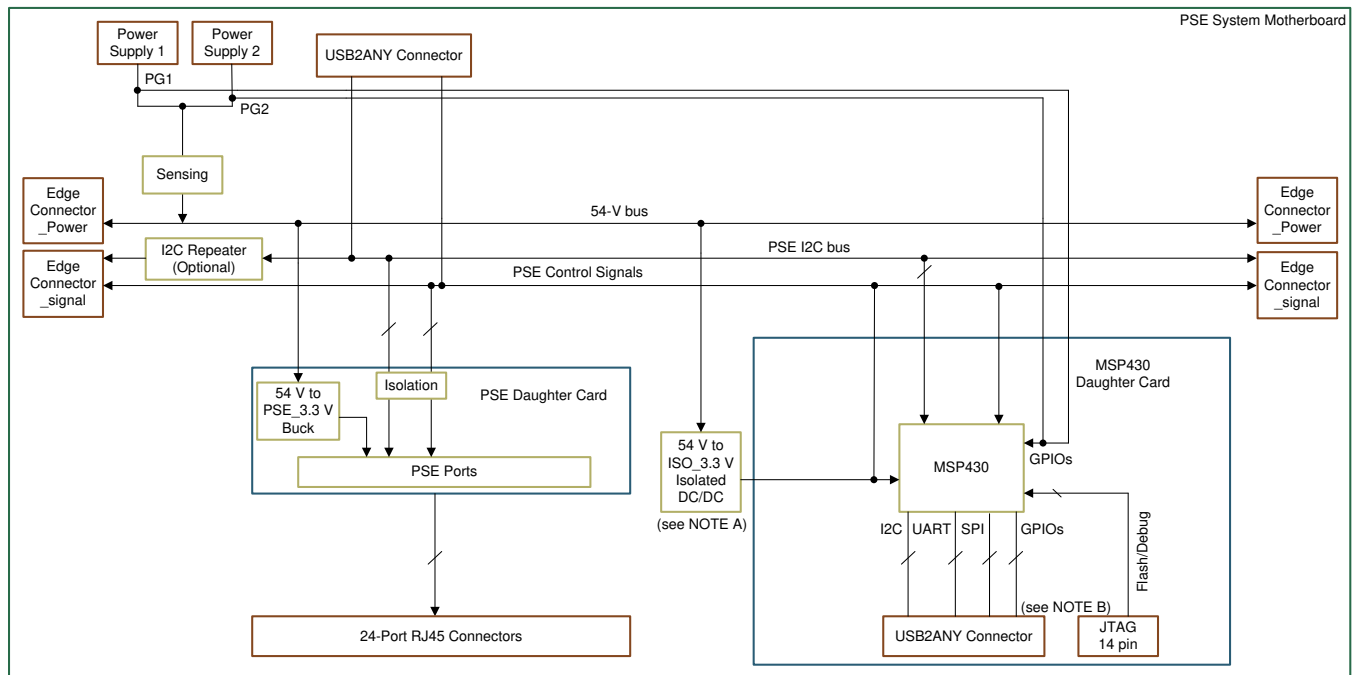 PSE System Motherboard
Power
Supply 1
Power
Supply 2
USB2ANY Connector
PG1
PG2
Sensing
Edge
Connector
_Power
54-V bus
Edge
Connector
_Power
I2C Repeater
(Optional)
PSE I2C bus
Edge
Connector
_signal
PSE Control Signals
Edge
Connector
_signal
54 V to
PSE_3.3 V
Buck
Isolation
PSE Daughter Card
PSE Ports
54 V to
ISO_3.3 V
Isolated
DC/DC
(see NOTE A)
MSP430
Daughter Card
MSP430
GPIOs
I2C
UART
SPI
GPIOs
Flash/Debug
(see NOTE B)
24-Port RJ45 Connectors
USB2ANY Connector
JTAG
14 pin